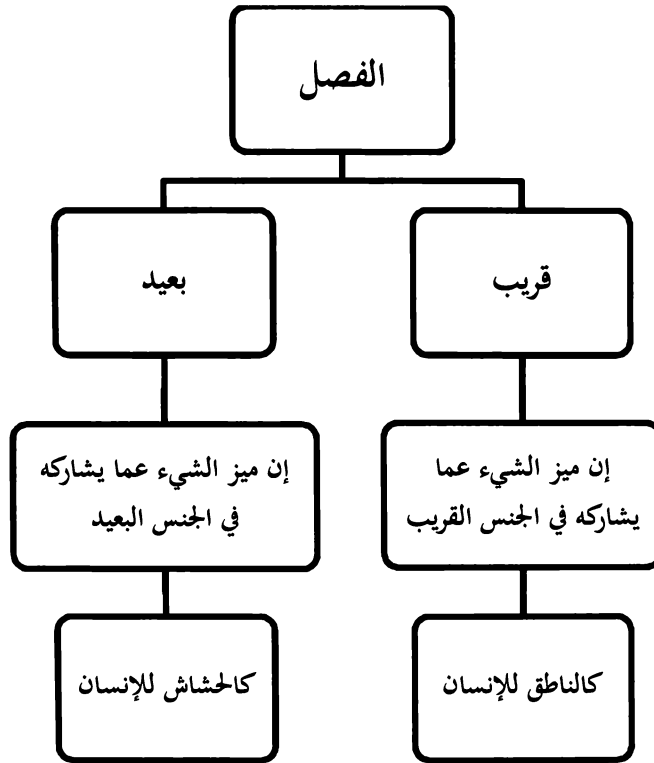 الفصل
قريب
بعيد
إن ميز الشيء عما
يشاركه في الجنس القريب
إن ميز الشيء عما يشاركه
في الجنس البعيد
كالناطق للإنسان
كالحشاش للإنسان